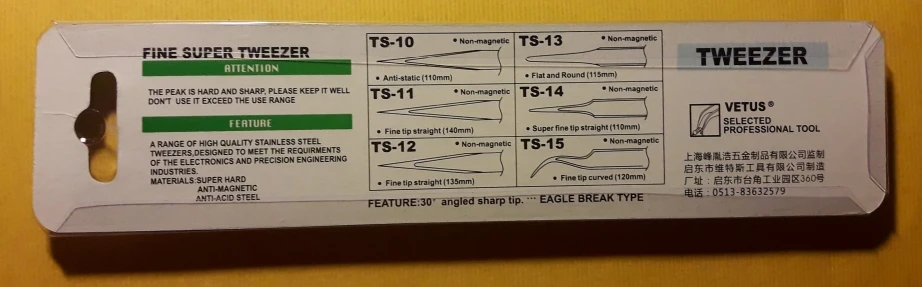 FINE SUPER TWEEZER
ATTENTION
THE PEAK IS HARD AND SHARP, PLEASE KEEP IT WELL
DON'T USE IT EXCEED THE USE RANGE
FEATURE
A RANGE OF HIGH QUALITY STAINLESS STEEL
TWEEZERS,DESIGNED TO MEET THE REQUIRMENTS
OF THE ELECTRONICS AND PRECISION ENGINEERING
INDUSTRIES.
MATERIALS:SUPER HARD
ANTI-MAGNETIC
ANTI-ACID STEEL
TS-10 • Non-magnetic
• Anti-static (110mm)
TS-13 • Non-magnetic
• Flat and Round (115mm)
TS-11 • Non-magnetic
• Fine tip straight (140mm)
TS-14 • Non-magnetic
• Super fine tip straight (110mm)
TS-12 • Non-magnetic
• Fine tip straight (135mm)
TS-15 • Non-magnetic
• Fine tip curved (120mm)
FEATURE:30° angled sharp tip. ··· EAGLE BREAK TYPE
TWEEZER
VETUS®
SELECTED
PROFESSIONAL TOOL
上海峰胤浩五金制品有限公司监制
启东市维特斯工具有限公司制造
厂址：启东市台角工业园区360号
电话：0513-83632579